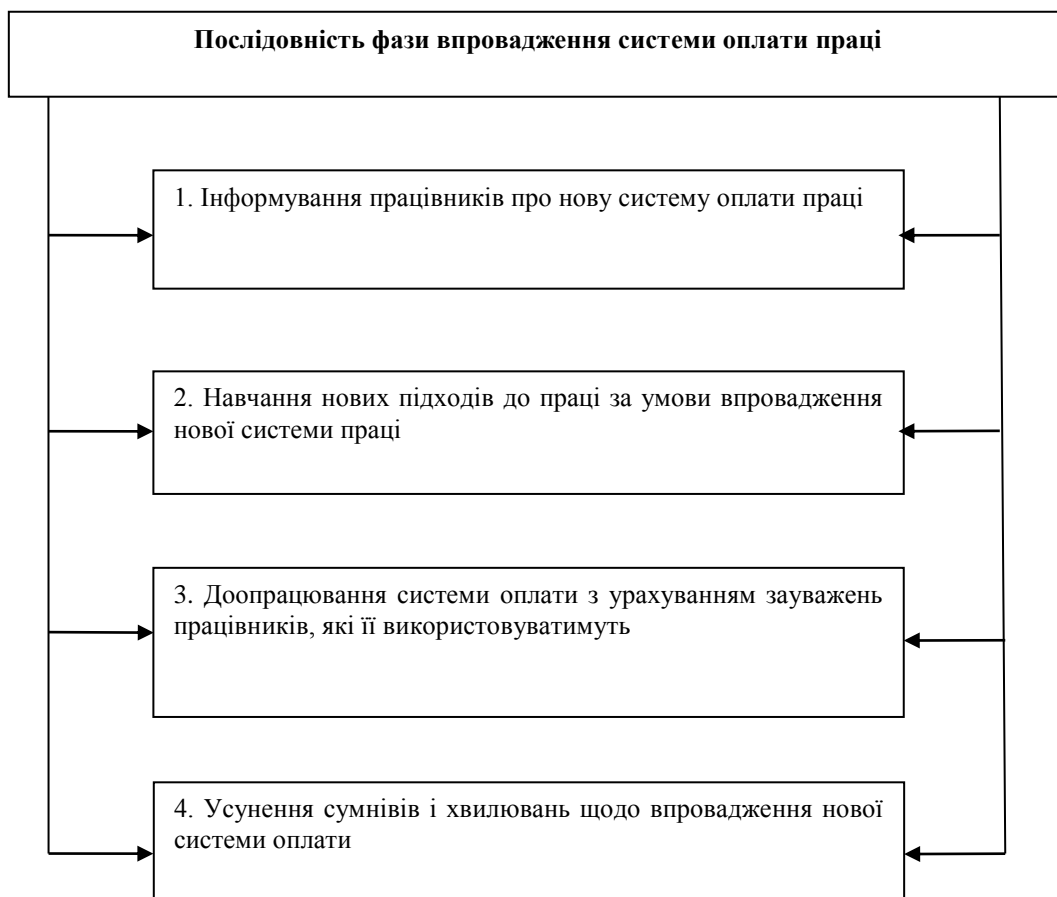 Послідовність фази впровадження системи оплати праці
1. Інформування працівників про нову систему оплати праці
2. Навчання нових підходів до праці за умови впровадження
нової системи праці
3. Доопрацювання системи оплати з урахуванням зауважень
працівників, які її використовуватимуть
4. Усунення сумнівів і хвилювань щодо впровадження нової
системи оплати